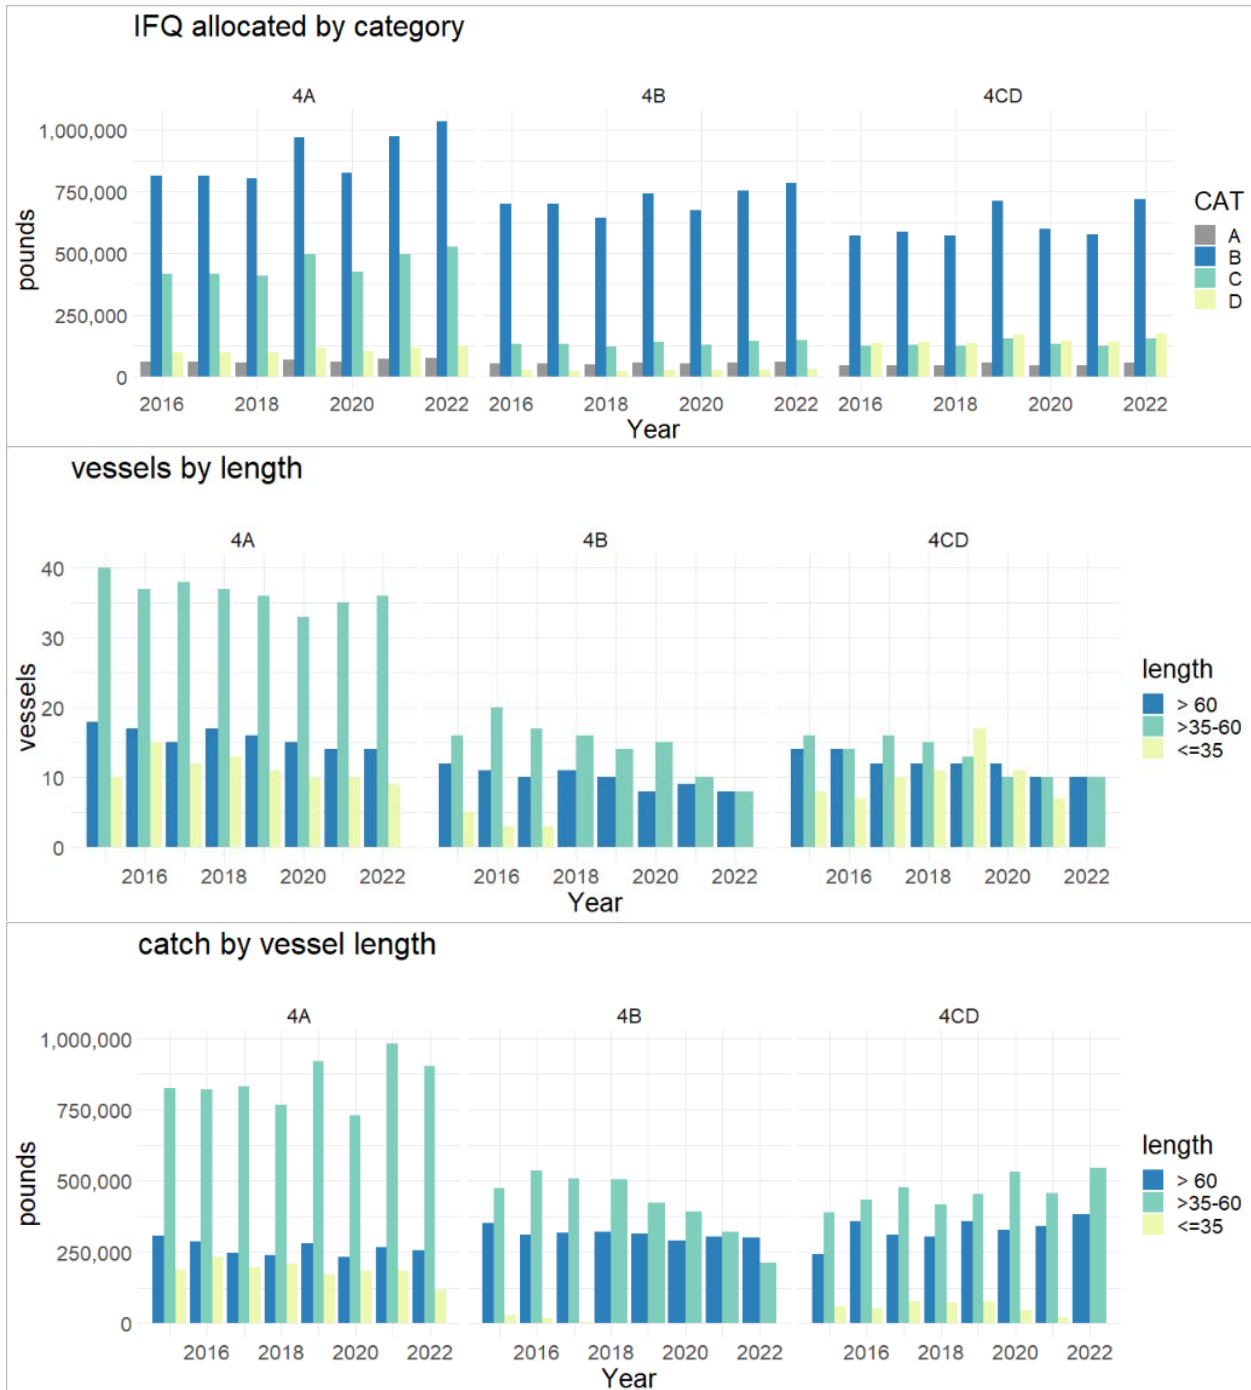 IFQ allocated by category
4A 4B 4CD
1,000,000
750,000
500,000
250,000
0
pounds
2016 2018 2020 2022 2016 2018 2020 2022 2016 2018 2020 2022
Year
CAT
A
B
C
D
vessels by length
4A 4B 4CD
40
30
20
10
0
vessels
2016 2018 2020 2022 2016 2018 2020 2022 2016 2018 2020 2022
Year
length
> 60
>35-60
<=35
catch by vessel length
4A 4B 4CD
1,000,000
750,000
500,000
250,000
0
pounds
2016 2018 2020 2022 2016 2018 2020 2022 2016 2018 2020 2022
Year
length
> 60
>35-60
<=35